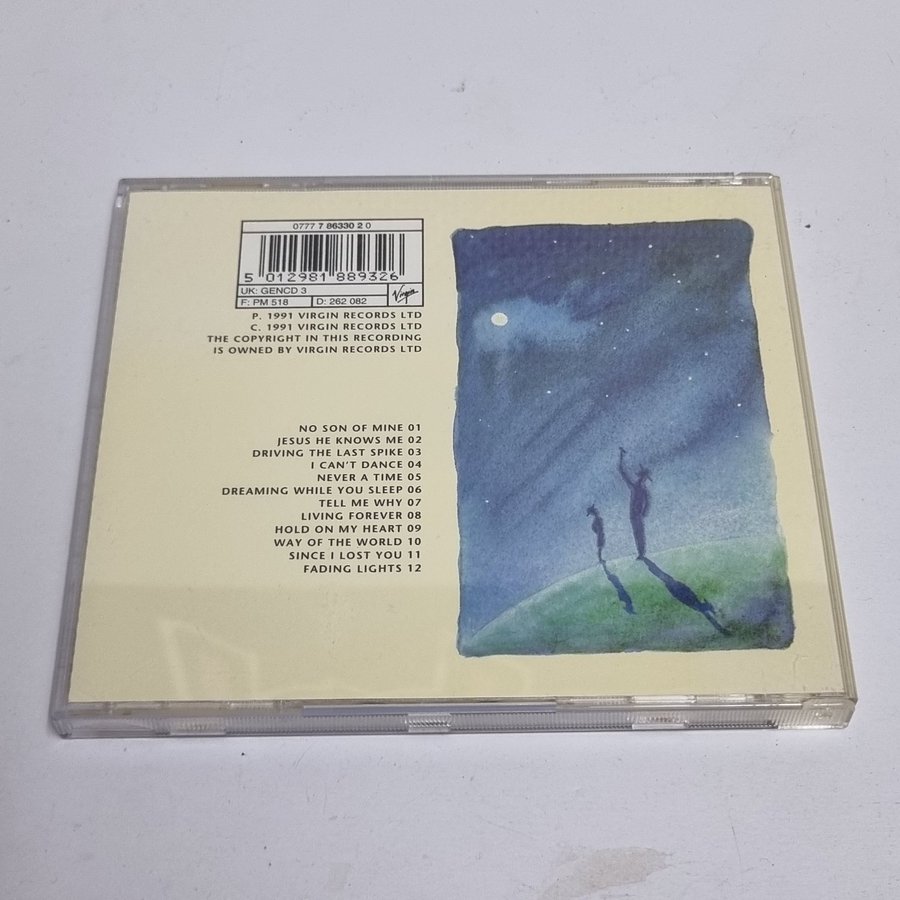 0777 7 86330 2 0
5 012981 889326
UK: GENCD 3
F: PM 518 D: 262 082 Virgin
P. 1991 VIRGIN RECORDS LTD
C. 1991 VIRGIN RECORDS LTD
THE COPYRIGHT IN THIS RECORDING
IS OWNED BY VIRGIN RECORDS LTD
NO SON OF MINE 01
JESUS HE KNOWS ME 02
DRIVING THE LAST SPIKE 03
I CAN'T DANCE 04
NEVER A TIME 05
DREAMING WHILE YOU SLEEP 06
TELL ME WHY 07
LIVING FOREVER 08
HOLD ON MY HEART 09
WAY OF THE WORLD 10
SINCE I LOST YOU 11
FADING LIGHTS 12